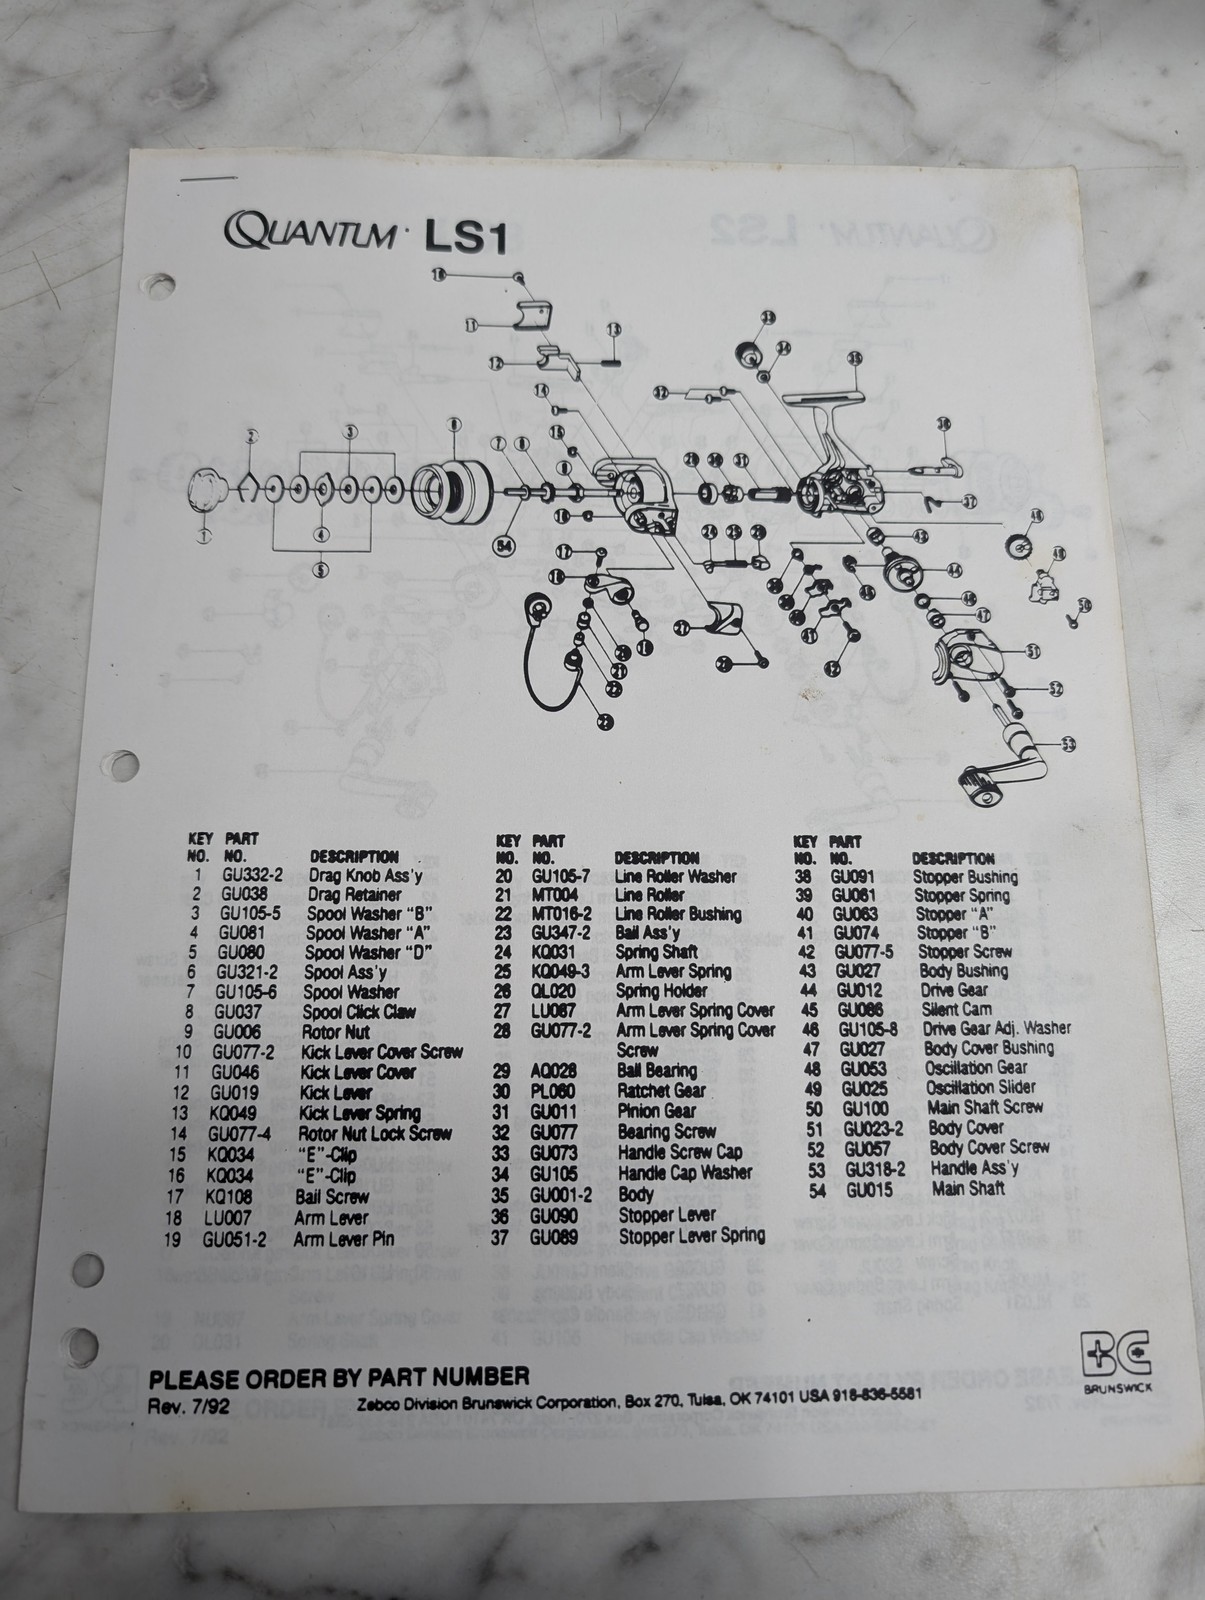 QUANTUM LS1
KEY NO. PART NO. DESCRIPTION
1 GU332-2 Drag Knob Ass'y
2 GU038 Drag Retainer
3 GU105-5 Spool Washer "B"
4 GU081 Spool Washer "A"
5 GU080 Spool Washer "D"
6 GU321-2 Spool Ass'y
7 GU105-6 Spool Washer
8 GU037 Spool Click Claw
9 GU006 Rotor Nut
10 GU077-2 Kick Lever Cover Screw
11 GU046 Kick Lever Cover
12 GU019 Kick Lever
13 KQ049 Kick Lever Spring
14 GU077-4 Rotor Nut Lock Screw
15 KQ034 "E"-Clip
16 KQ034 "E"-Clip
17 KQ108 Bail Screw
18 LU007 Arm Lever
19 GU051-2 Arm Lever Pin
KEY NO. PART NO. DESCRIPTION
20 GU105-7 Line Roller Washer
21 MT004 Line Roller
22 MT016-2 Line Roller Bushing
23 GU347-2 Bail Ass'y
24 KQ031 Spring Shaft
25 KQ049-3 Arm Lever Spring
26 QL020 Spring Holder
27 LU067 Arm Lever Spring Cover
28 GU077-2 Arm Lever Spring Cover
Screw
29 AQ028 Ball Bearing
30 PL060 Ratchet Gear
31 GU011 Pinion Gear
32 GU077 Bearing Screw
33 GU073 Handle Screw Cap
34 GU105 Handle Cap Washer
35 GU001-2 Body
36 GU090 Stopper Lever
37 GU089 Stopper Lever Spring
KEY NO. PART NO. DESCRIPTION
38 GU091 Stopper Bushing
39 GU061 Stopper Spring
40 GU063 Stopper "A"
41 GU074 Stopper "B"
42 GU077-5 Stopper Screw
43 GU027 Body Bushing
44 GU012 Drive Gear
45 GU086 Silent Cam
46 GU105-8 Drive Gear Adj. Washer
47 GU027 Body Cover Bushing
48 GU053 Oscillation Gear
49 GU025 Oscillation Slider
50 GU100 Main Shaft Screw
51 GU023-2 Body Cover
52 GU057 Body Cover Screw
53 GU318-2 Handle Ass'y
54 GU015 Main Shaft
PLEASE ORDER BY PART NUMBER
Rev. 7/92
Zebco Division Brunswick Corporation, Box 270, Tulsa, OK 74101 USA 918-836-5581
BRUNSWICK